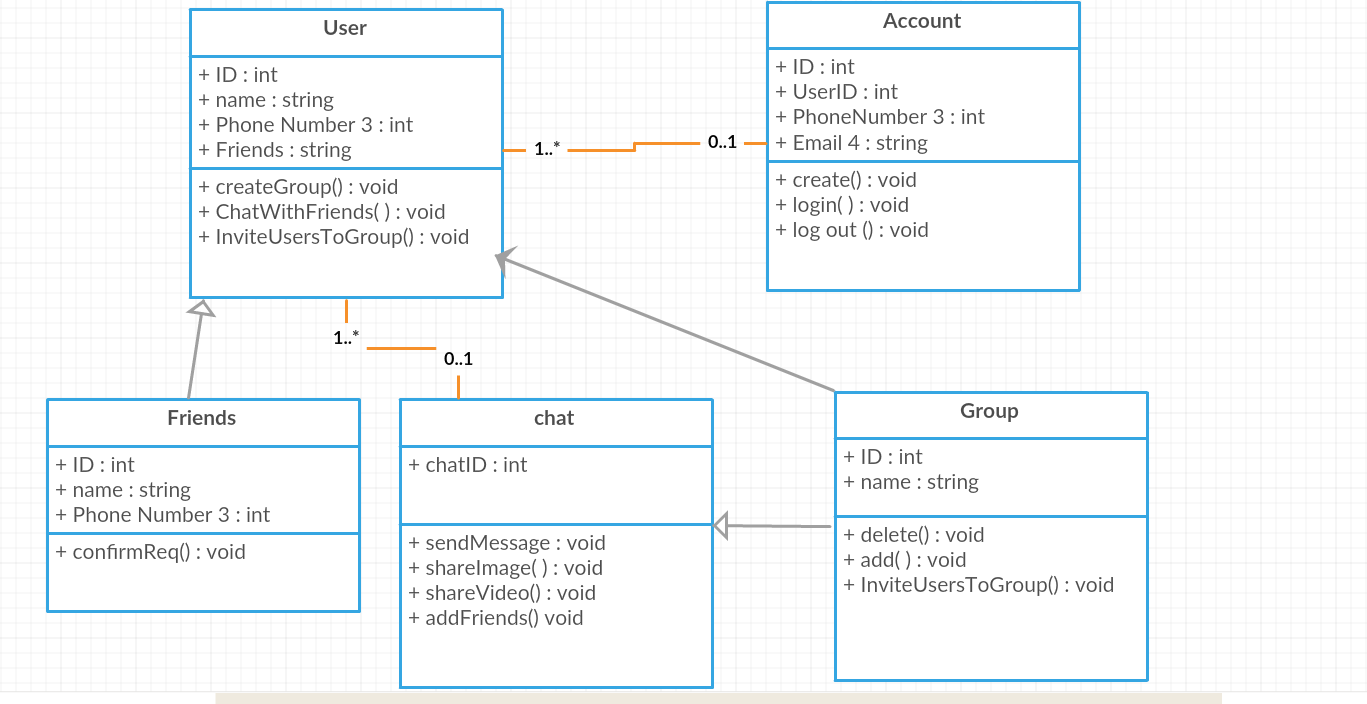 User
+ ID : int
+ name : string
+ Phone Number 3 : int
+ Friends : string
+ createGroup() : void
+ ChatWithFriends( ) : void
+ InviteUsersToGroup() : void
1..*
0..1
Account
+ ID : int
+ UserID : int
+ PhoneNumber 3 : int
+ Email 4 : string
+ create() : void
+ login( ) : void
+ log out () : void
1..*
0..1
Friends
+ ID : int
+ name : string
+ Phone Number 3 : int
+ confirmReq() : void
chat
+ chatID : int
+ sendMessage : void
+ shareImage( ) : void
+ shareVideo() : void
+ addFriends() void
Group
+ ID : int
+ name : string
+ delete() : void
+ add( ) : void
+ InviteUsersToGroup() : void